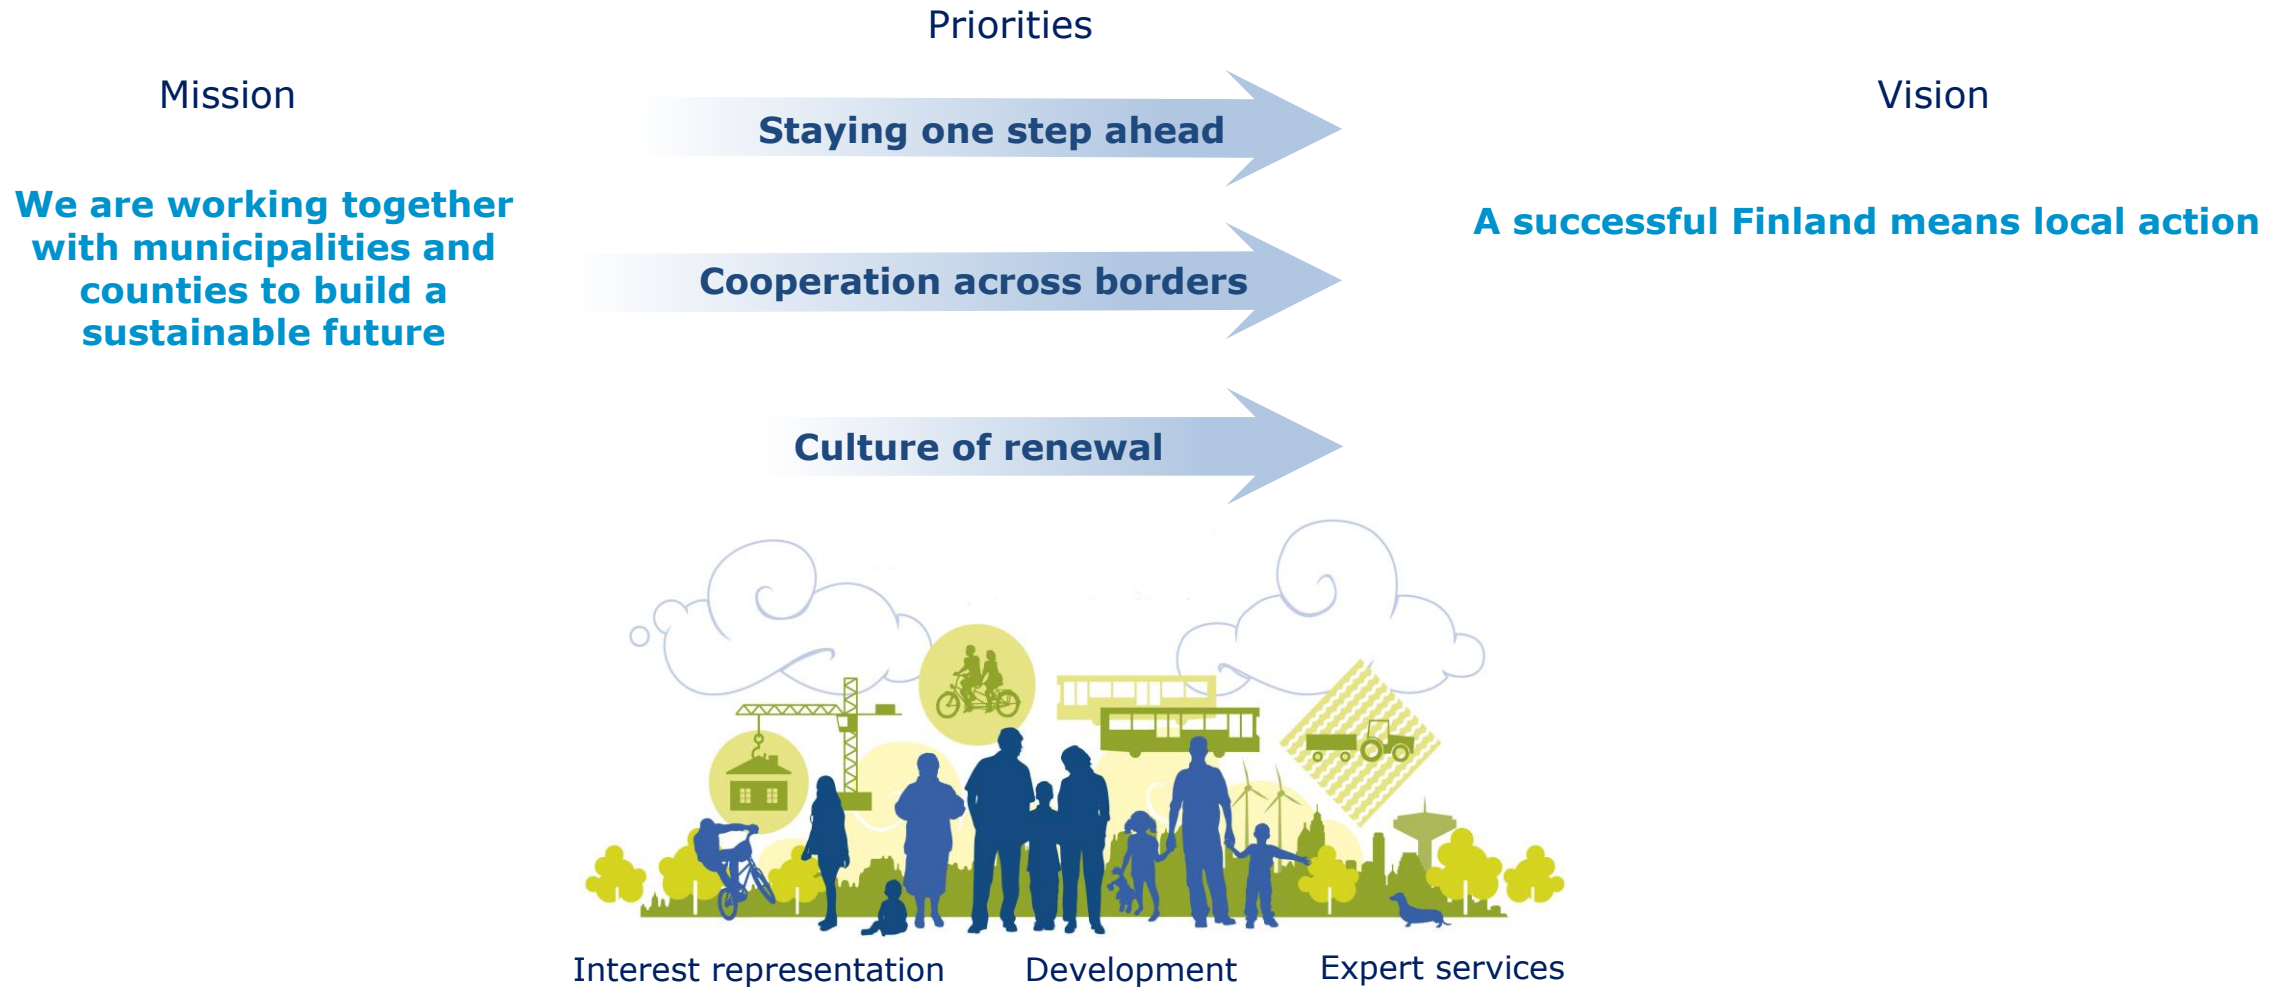 Priorities
Mission
Vision
Staying one step ahead
We are working together
with municipalities and
counties to build a
sustainable future
A successful Finland means local action
Cooperation across borders
Culture of renewal
Interest representation
Development
Expert services